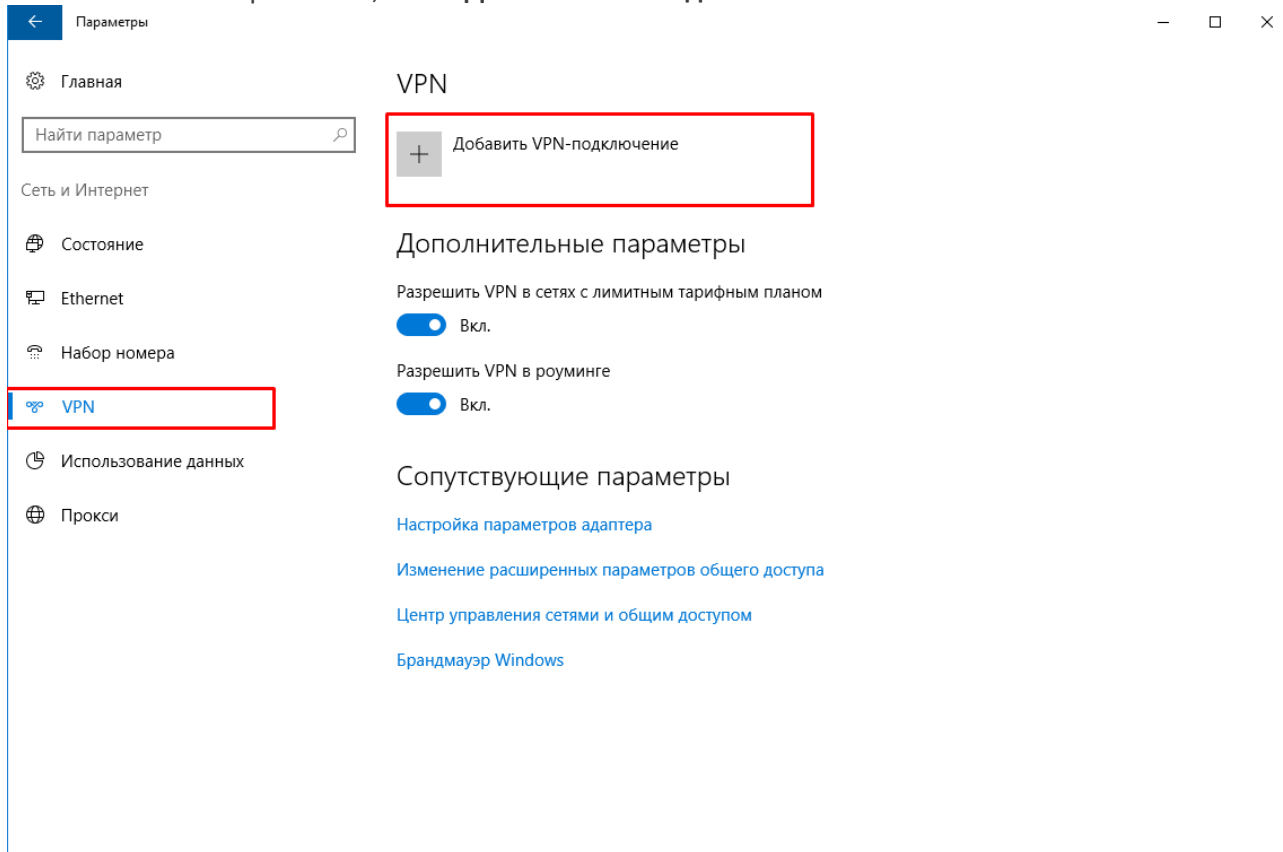 Параметры
Главная
Найти параметр
Сеть и Интернет
Состояние
Ethernet
Набор номера
VPN
Использование данных
Прокси
VPN
Добавить VPN-подключение
Дополнительные параметры
Разрешить VPN в сетях с лимитным тарифным планом
Вкл.
Разрешить VPN в роуминге
Вкл.
Сопутствующие параметры
Настройка параметров адаптера
Изменение расширенных параметров общего доступа
Центр управления сетями и общим доступом
Брандмауэр Windows